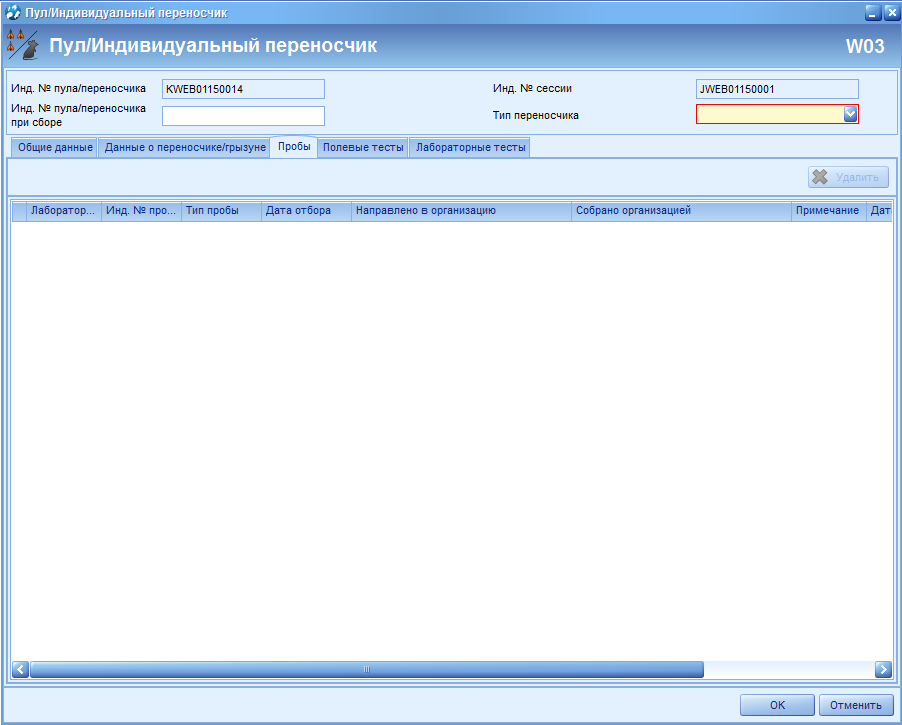 Пул/Индивидуальный переносчик
Пул/Индивидуальный переносчик
W03
Инд. № пула/переносчика
KWEB01150014
Инд. № сессии
JWEB01150001
Инд. № пула/переносчика
при сборе
Тип переносчика
Общие данные
Данные о переносчике/грызуне
Пробы
Полевые тесты
Лабораторные тесты
Удалить
Лаборатор...
Инд. № про...
Тип пробы
Дата отбора
Направлено в организацию
Собрано организацией
Примечание
Дат
OK
Отменить